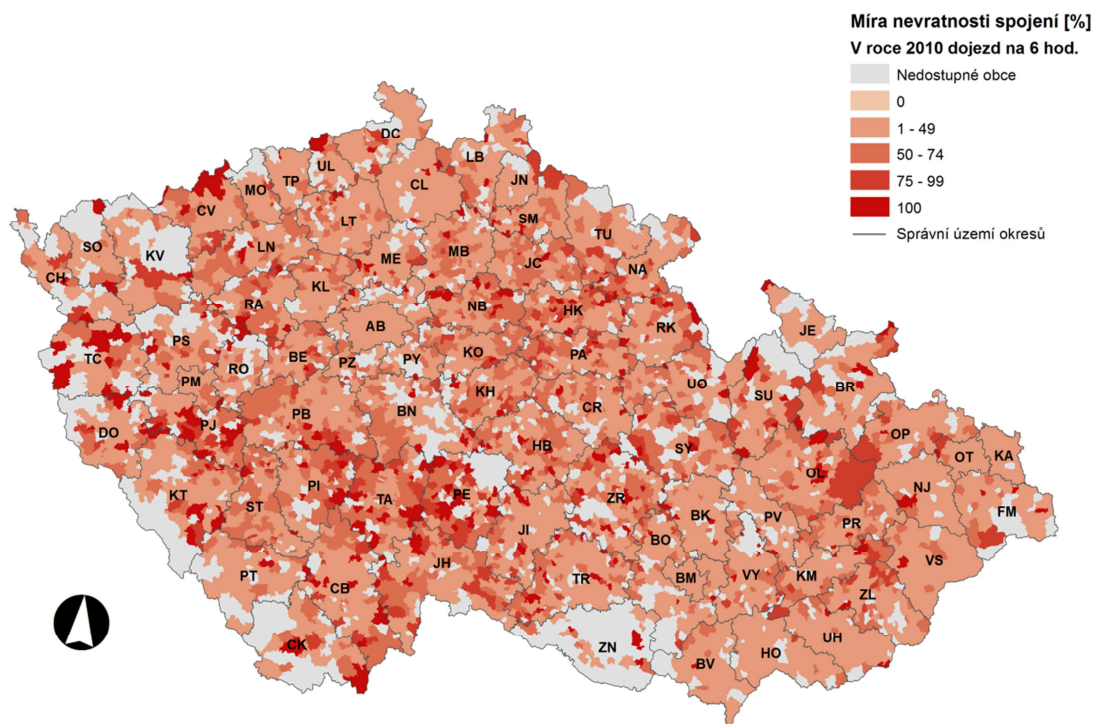 Míra nevratnosti spojení [%]
V roce 2010 dojezd na 6 hod.
Nedostupné obce
0
1 - 49
50 - 74
75 - 99
100
Správní území okresů
DC
LB
UL
TP
MO
CL
JN
CV
LT
SM
SO
KV
LN
ME
MB
JC
TU
CH
NA
KL
RA
NB
HK
AB
RK
JE
PS
TC
RO
BE
PZ
PY
KO
PA
PM
KH
UO
SU
BR
PB
BN
CR
DO
PJ
HB
SY
OP
OT
KA
OL
KT
ST
PI
TA
PE
ZR
NJ
BK
PV
FM
JI
PR
BO
VS
PT
CB
JH
TR
BM
VY
KM
ZL
CK
ZN
BV
HO
UH